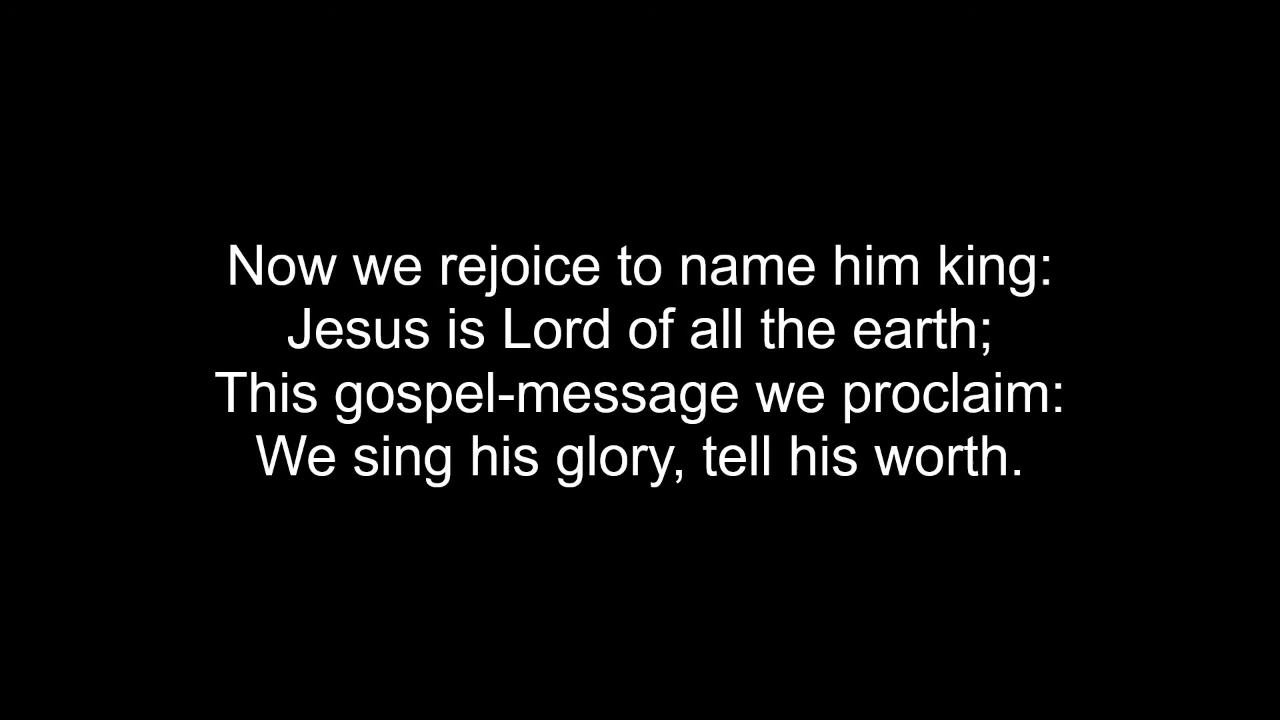 Now we rejoice to name him king:
Jesus is Lord of all the earth;
This gospel-message we proclaim:
We sing his glory, tell his worth.